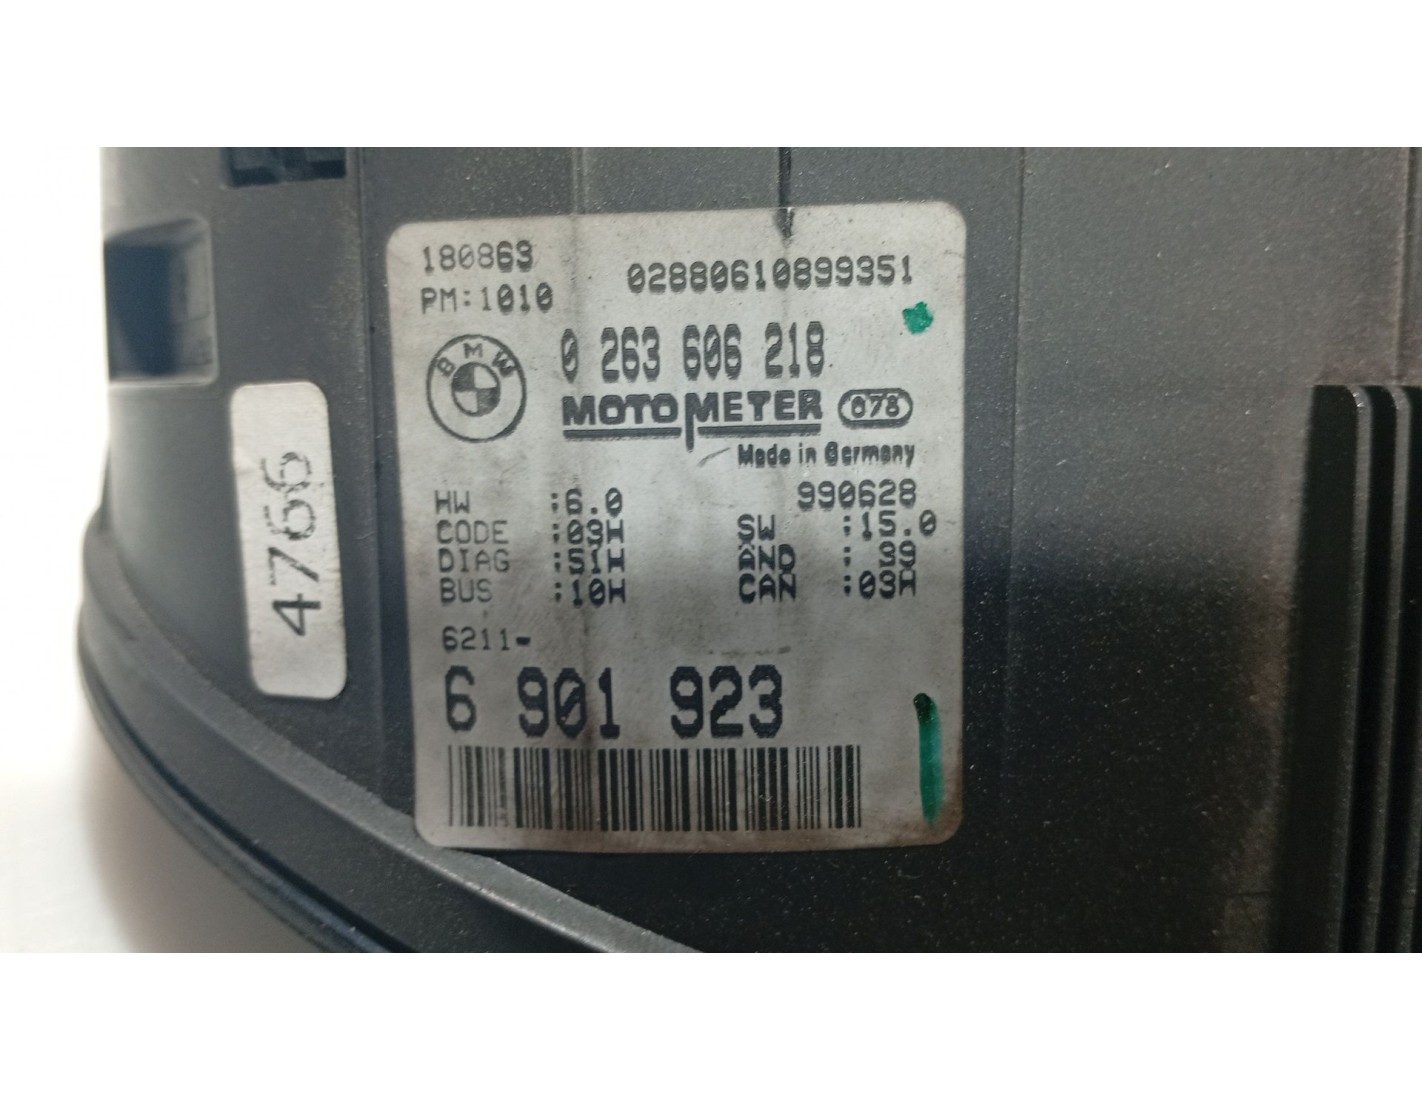 180863
PM:1010
02880610899351
BMW
0 263 606 218
MOTOMETER 078
Made in Germany
990628
HW :6.0
SW :15.0
CODE :03H
ÄND :39
DIAG :51H
CAN :03H
BUS :10H
6211-
6 901 923
4766